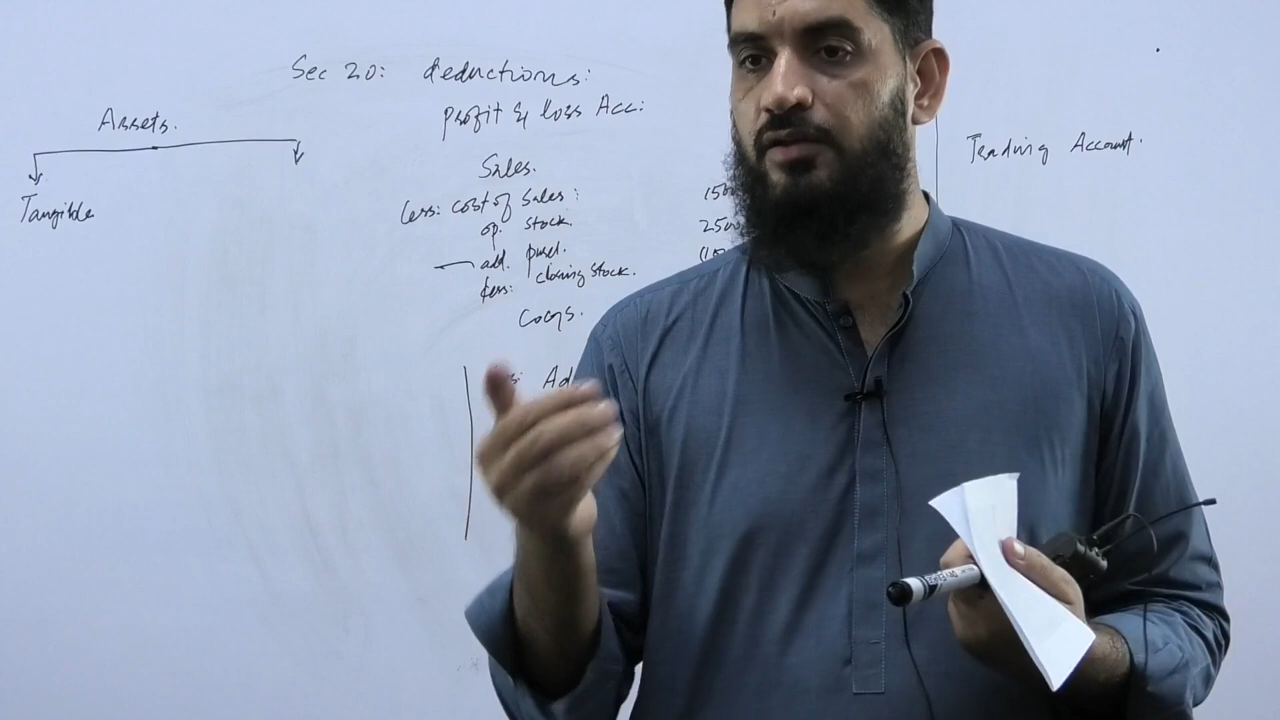 Sec 20: deductions:
profit & loss Acc:
Assets.
Tangible
Sales.
less: cost of sales:
op. stock.
add. purch.
less: closing stock.
COGS.
Ad
Trading Account.